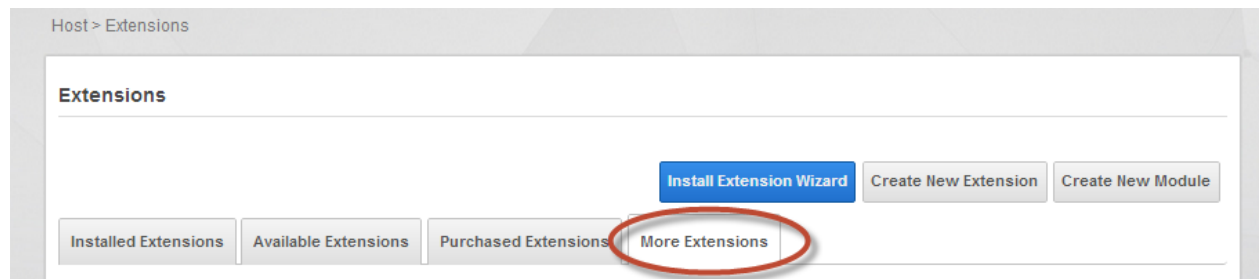 Host > Extensions
Extensions
Install Extension Wizard Create New Extension Create New Module
Installed Extensions Available Extensions Purchased Extensions More Extensions